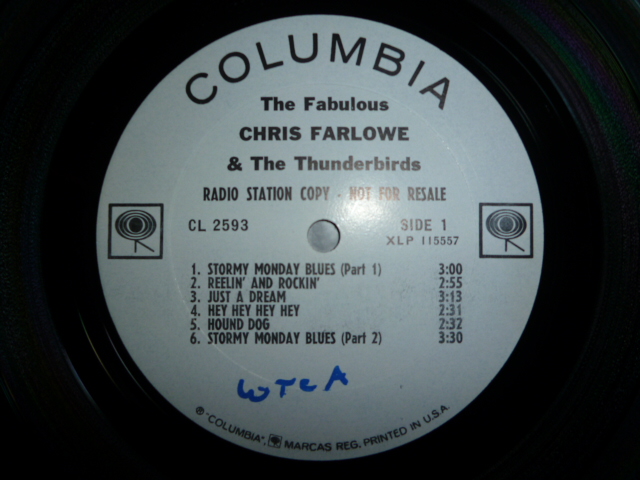 COLUMBIA
The Fabulous
CHRIS FARLOWE
& The Thunderbirds
RADIO STATION COPY - NOT FOR RESALE
CL 2593 SIDE 1
XLP 115557
1. STORMY MONDAY BLUES (Part 1) 3:00
2. REELIN' AND ROCKIN' 2:55
3. JUST A DREAM 3:13
4. HEY HEY HEY HEY 2:31
5. HOUND DOG 2:32
6. STORMY MONDAY BLUES (Part 2) 3:30
WTCA
℗ "COLUMBIA", MARCAS REG. PRINTED IN U.S.A.